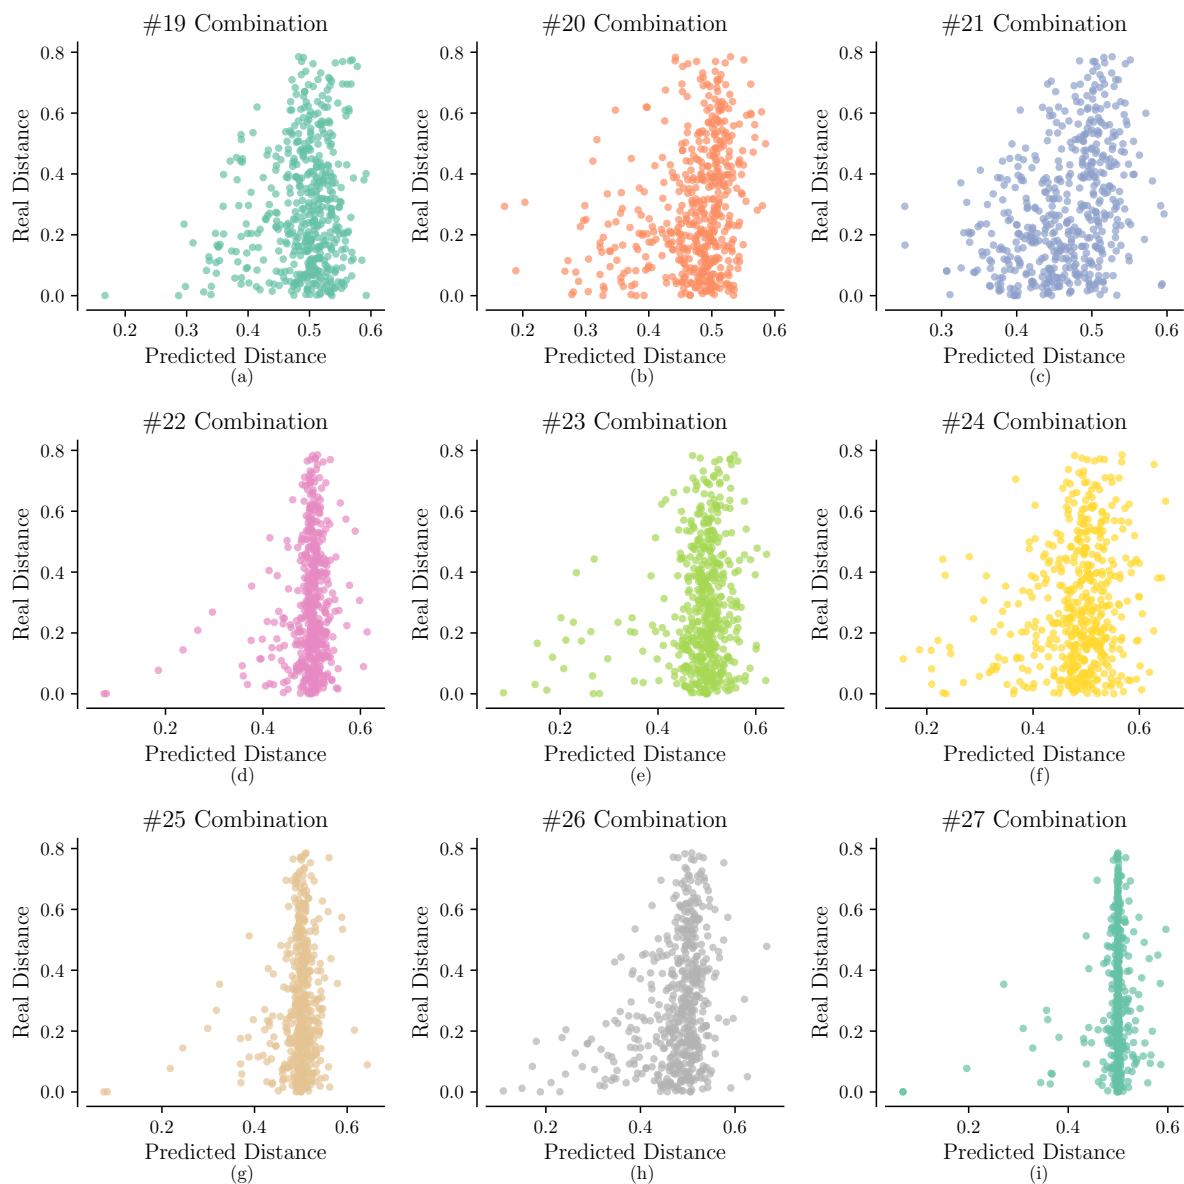 #19 Combination
#20 Combination
#21 Combination
Real Distance
0.8
0.6
0.4
0.2
0.0
Real Distance
0.8
0.6
0.4
0.2
0.0
Real Distance
0.8
0.6
0.4
0.2
0.0
0.2 0.3 0.4 0.5 0.6
0.2 0.3 0.4 0.5 0.6
0.3 0.4 0.5 0.6
Predicted Distance
Predicted Distance
Predicted Distance
(a)
(b)
(c)
#22 Combination
#23 Combination
#24 Combination
Real Distance
0.8
0.6
0.4
0.2
0.0
Real Distance
0.8
0.6
0.4
0.2
0.0
Real Distance
0.8
0.6
0.4
0.2
0.0
0.2 0.4 0.6
0.2 0.4 0.6
0.2 0.4 0.6
Predicted Distance
Predicted Distance
Predicted Distance
(d)
(e)
(f)
#25 Combination
#26 Combination
#27 Combination
Real Distance
0.8
0.6
0.4
0.2
0.0
Real Distance
0.8
0.6
0.4
0.2
0.0
Real Distance
0.8
0.6
0.4
0.2
0.0
0.2 0.4 0.6
0.2 0.4 0.6
0.2 0.4 0.6
Predicted Distance
Predicted Distance
Predicted Distance
(g)
(h)
(i)